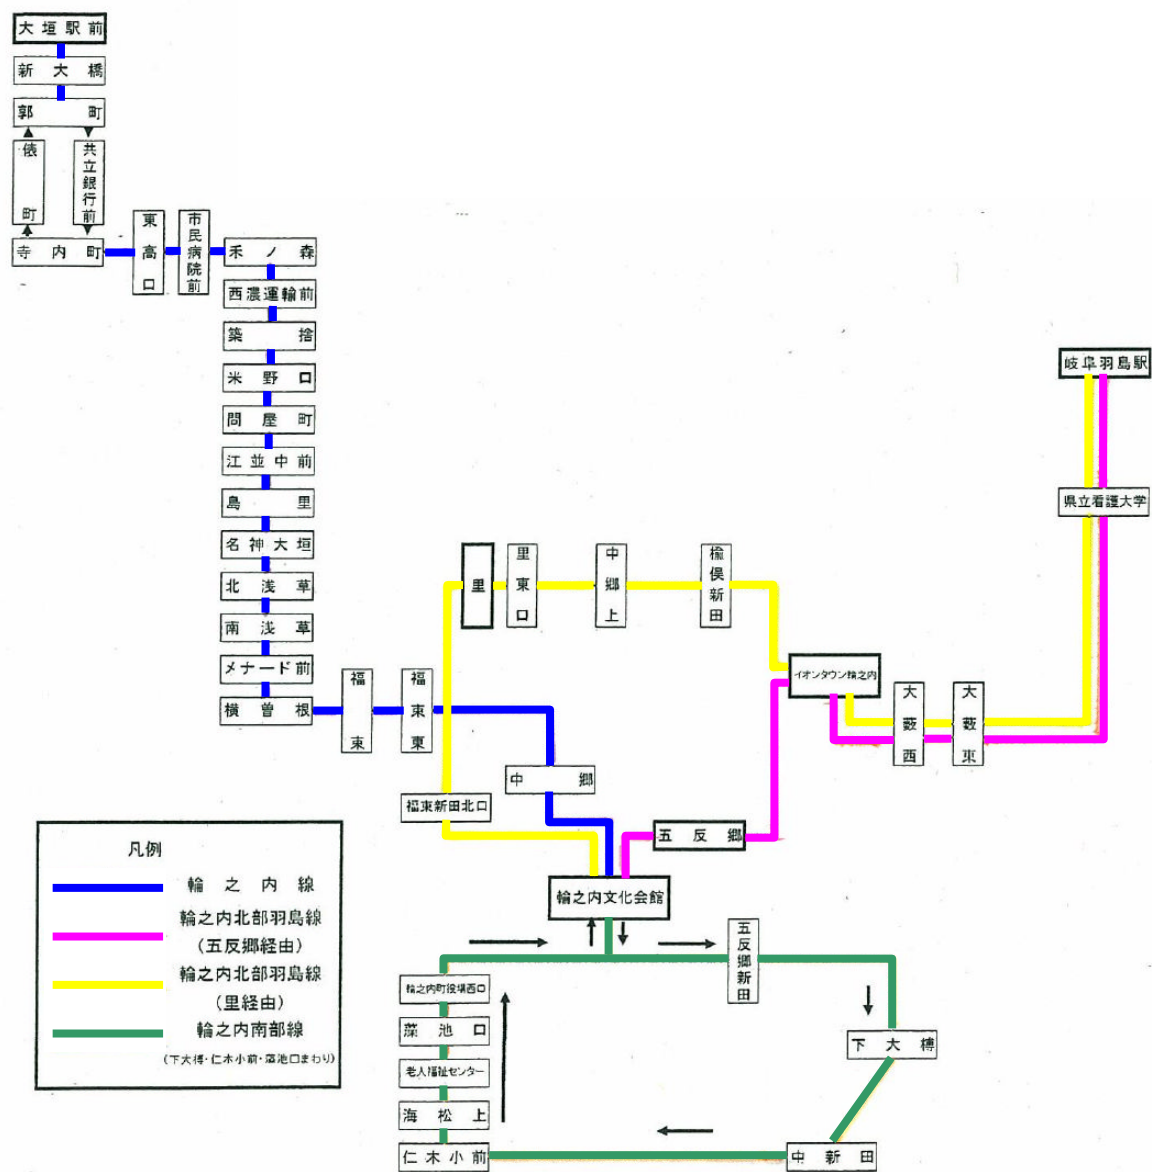 大垣駅前
新大橋
郭町
俵町
共立銀行前
寺内町
東高口
市民病院前
禾ノ森
西濃運輸前
築捨
米野口
問屋町
江並中前
島里
名神大垣
北浅草
南浅草
メナード前
横曽根
福東
福東東
中郷
福束新田北口
里
里東口
中郷上
楡俣新田
イオンタウン輪之内
大薮西
大薮東
県立看護大学
岐阜羽島駅
五反郷
輪之内文化会館
五反郷新田
下大榑
中新田
仁木小前
海松上
老人福祉センター
藻池口
輪之内町役場西口
凡例
輪之内線
輪之内北部羽島線
(五反郷経由)
輪之内北部羽島線
(里経由)
輪之内南部線
(下大榑・仁木小前・藻池口まわり)